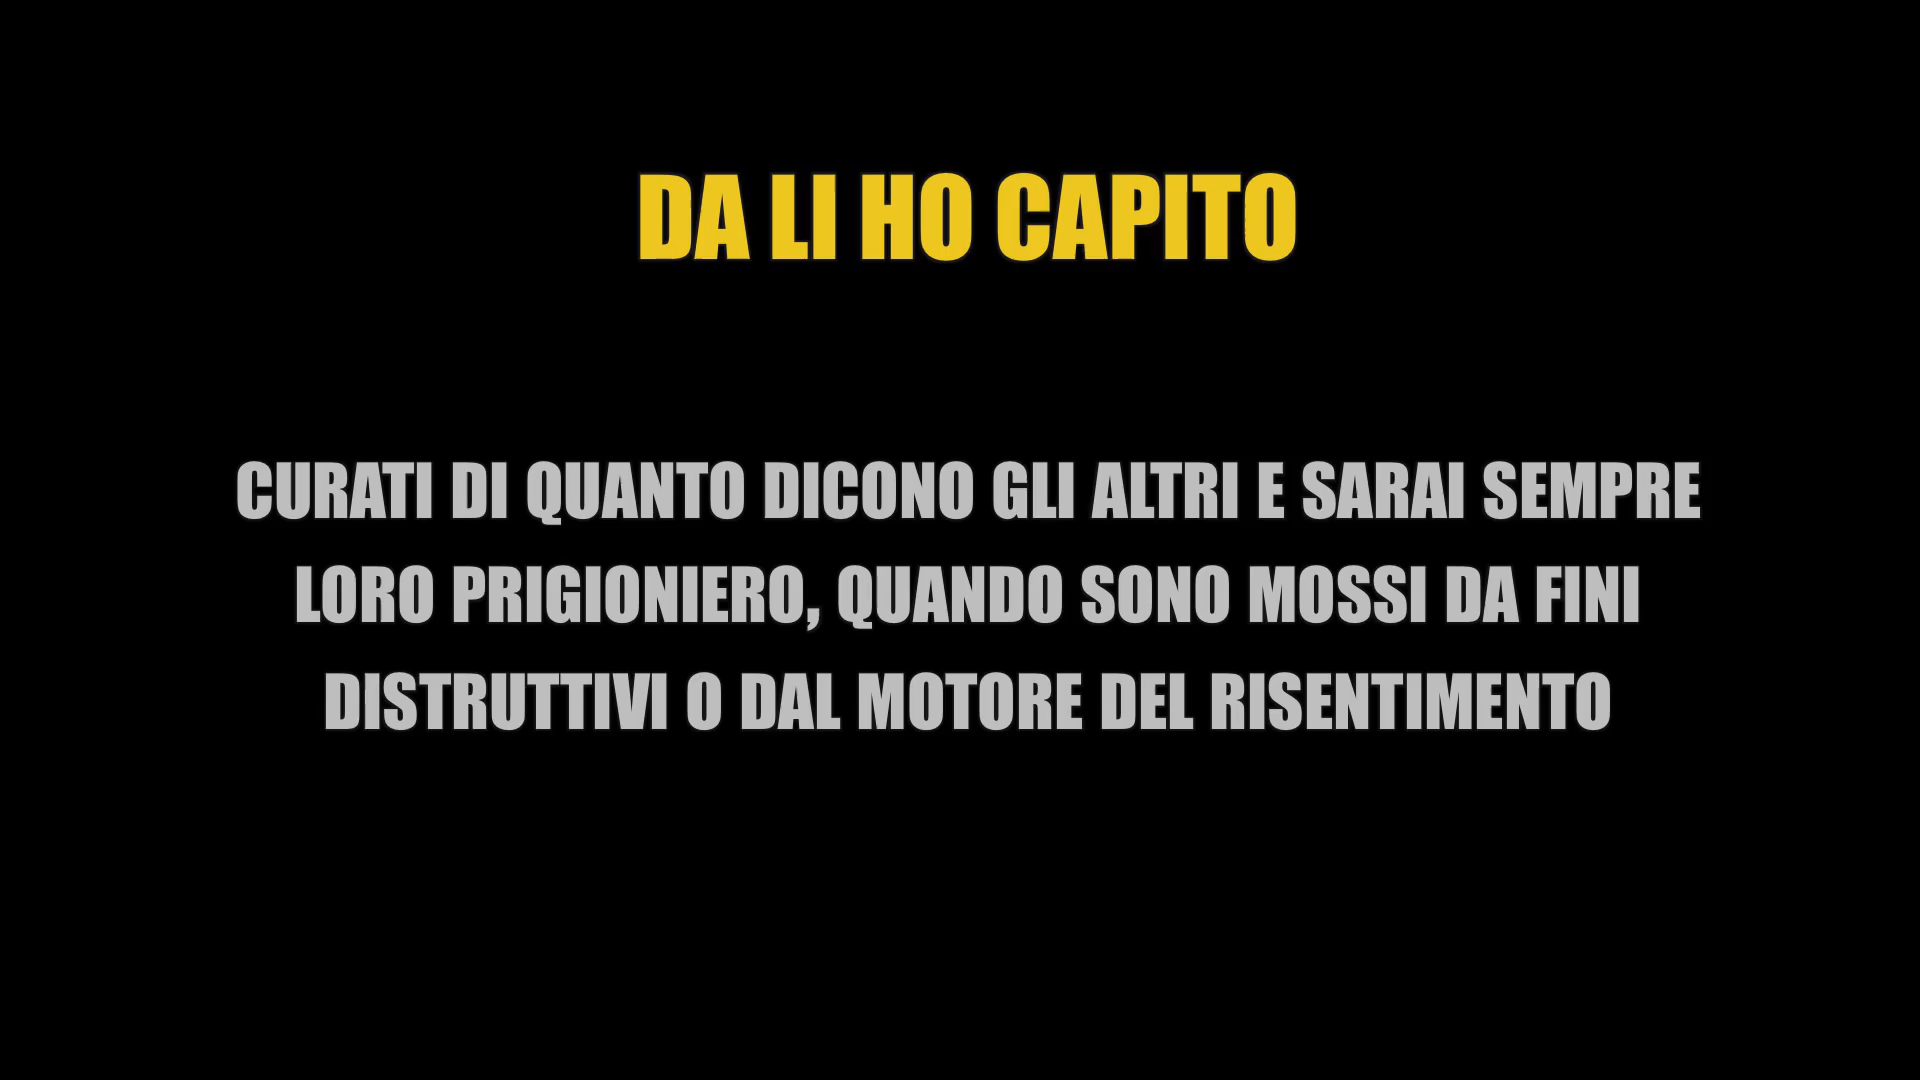 DA LI HO CAPITO
CURATI DI QUANTO DICONO GLI ALTRI E SARAI SEMPRE
LORO PRIGIONIERO, QUANDO SONO MOSSI DA FINI
DISTRUTTIVI O DAL MOTORE DEL RISENTIMENTO